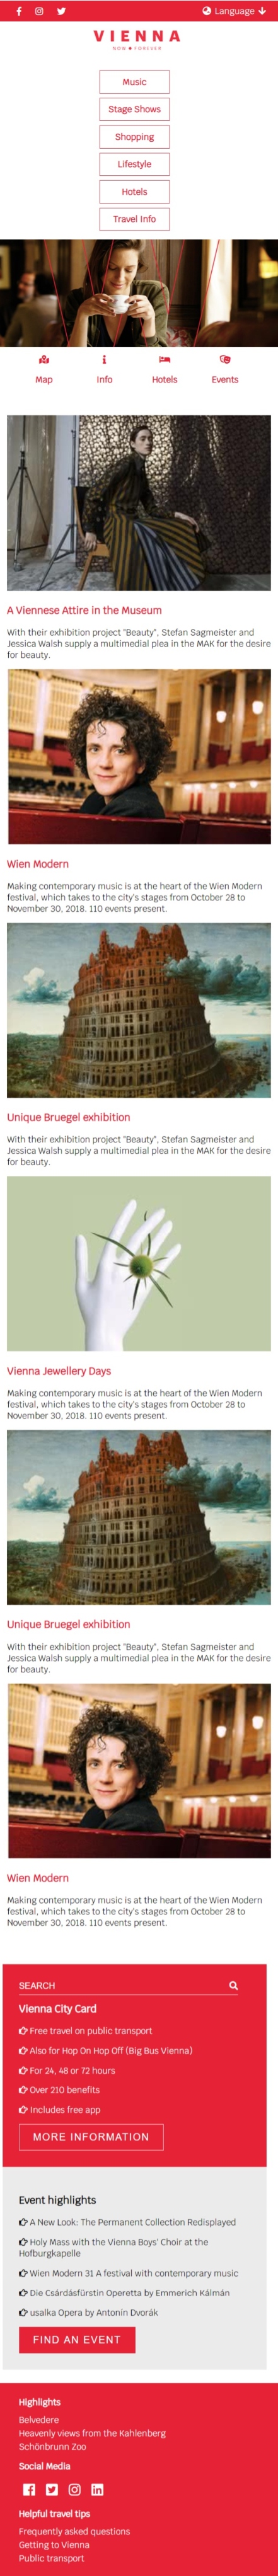 Language
VIENNA
NOW ● FOREVER
Music
Stage Shows
Shopping
Lifestyle
Hotels
Travel Info
Map Info Hotels Events
A Viennese Attire in the Museum
With their exhibition project "Beauty", Stefan Sagmeister and
Jessica Walsh supply a multimedial plea in the MAK for the desire
for beauty.
Wien Modern
Making contemporary music is at the heart of the Wien Modern
festival, which takes to the city's stages from October 28 to
November 30, 2018. 110 events present.
Unique Bruegel exhibition
With their exhibition project "Beauty", Stefan Sagmeister and
Jessica Walsh supply a multimedial plea in the MAK for the desire
for beauty.
Vienna Jewellery Days
Making contemporary music is at the heart of the Wien Modern
festival, which takes to the city's stages from October 28 to
November 30, 2018. 110 events present.
Unique Bruegel exhibition
With their exhibition project "Beauty", Stefan Sagmeister and
Jessica Walsh supply a multimedial plea in the MAK for the desire
for beauty.
Wien Modern
Making contemporary music is at the heart of the Wien Modern
festival, which takes to the city's stages from October 28 to
November 30, 2018. 110 events present.
SEARCH
Vienna City Card
Free travel on public transport
Also for Hop On Hop Off (Big Bus Vienna)
For 24, 48 or 72 hours
Over 210 benefits
Includes free app
MORE INFORMATION
Event highlights
A New Look: The Permanent Collection Redisplayed
Holy Mass with the Vienna Boys' Choir at the
Hofburgkapelle
Wien Modern 31 A festival with contemporary music
Die Csárdásfürstin Operetta by Emmerich Kálmán
usalka Opera by Antonín Dvorák
FIND AN EVENT
Highlights
Belvedere
Heavenly views from the Kahlenberg
Schönbrunn Zoo
Social Media
Helpful travel tips
Frequently asked questions
Getting to Vienna
Public transport